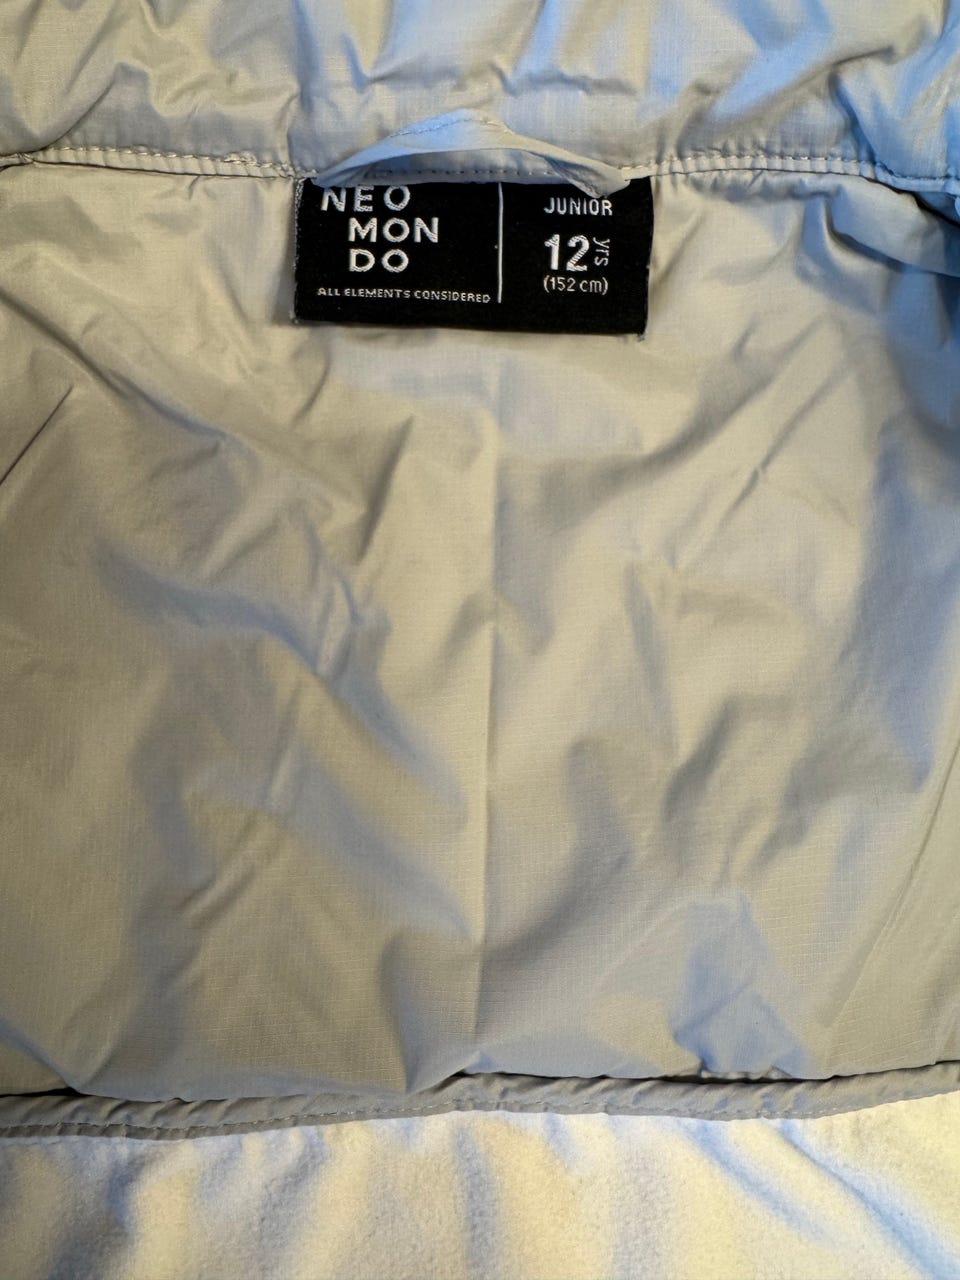 NEO
MON
DO
ALL ELEMENTS CONSIDERED
JUNIOR
12 yrs
(152 cm)